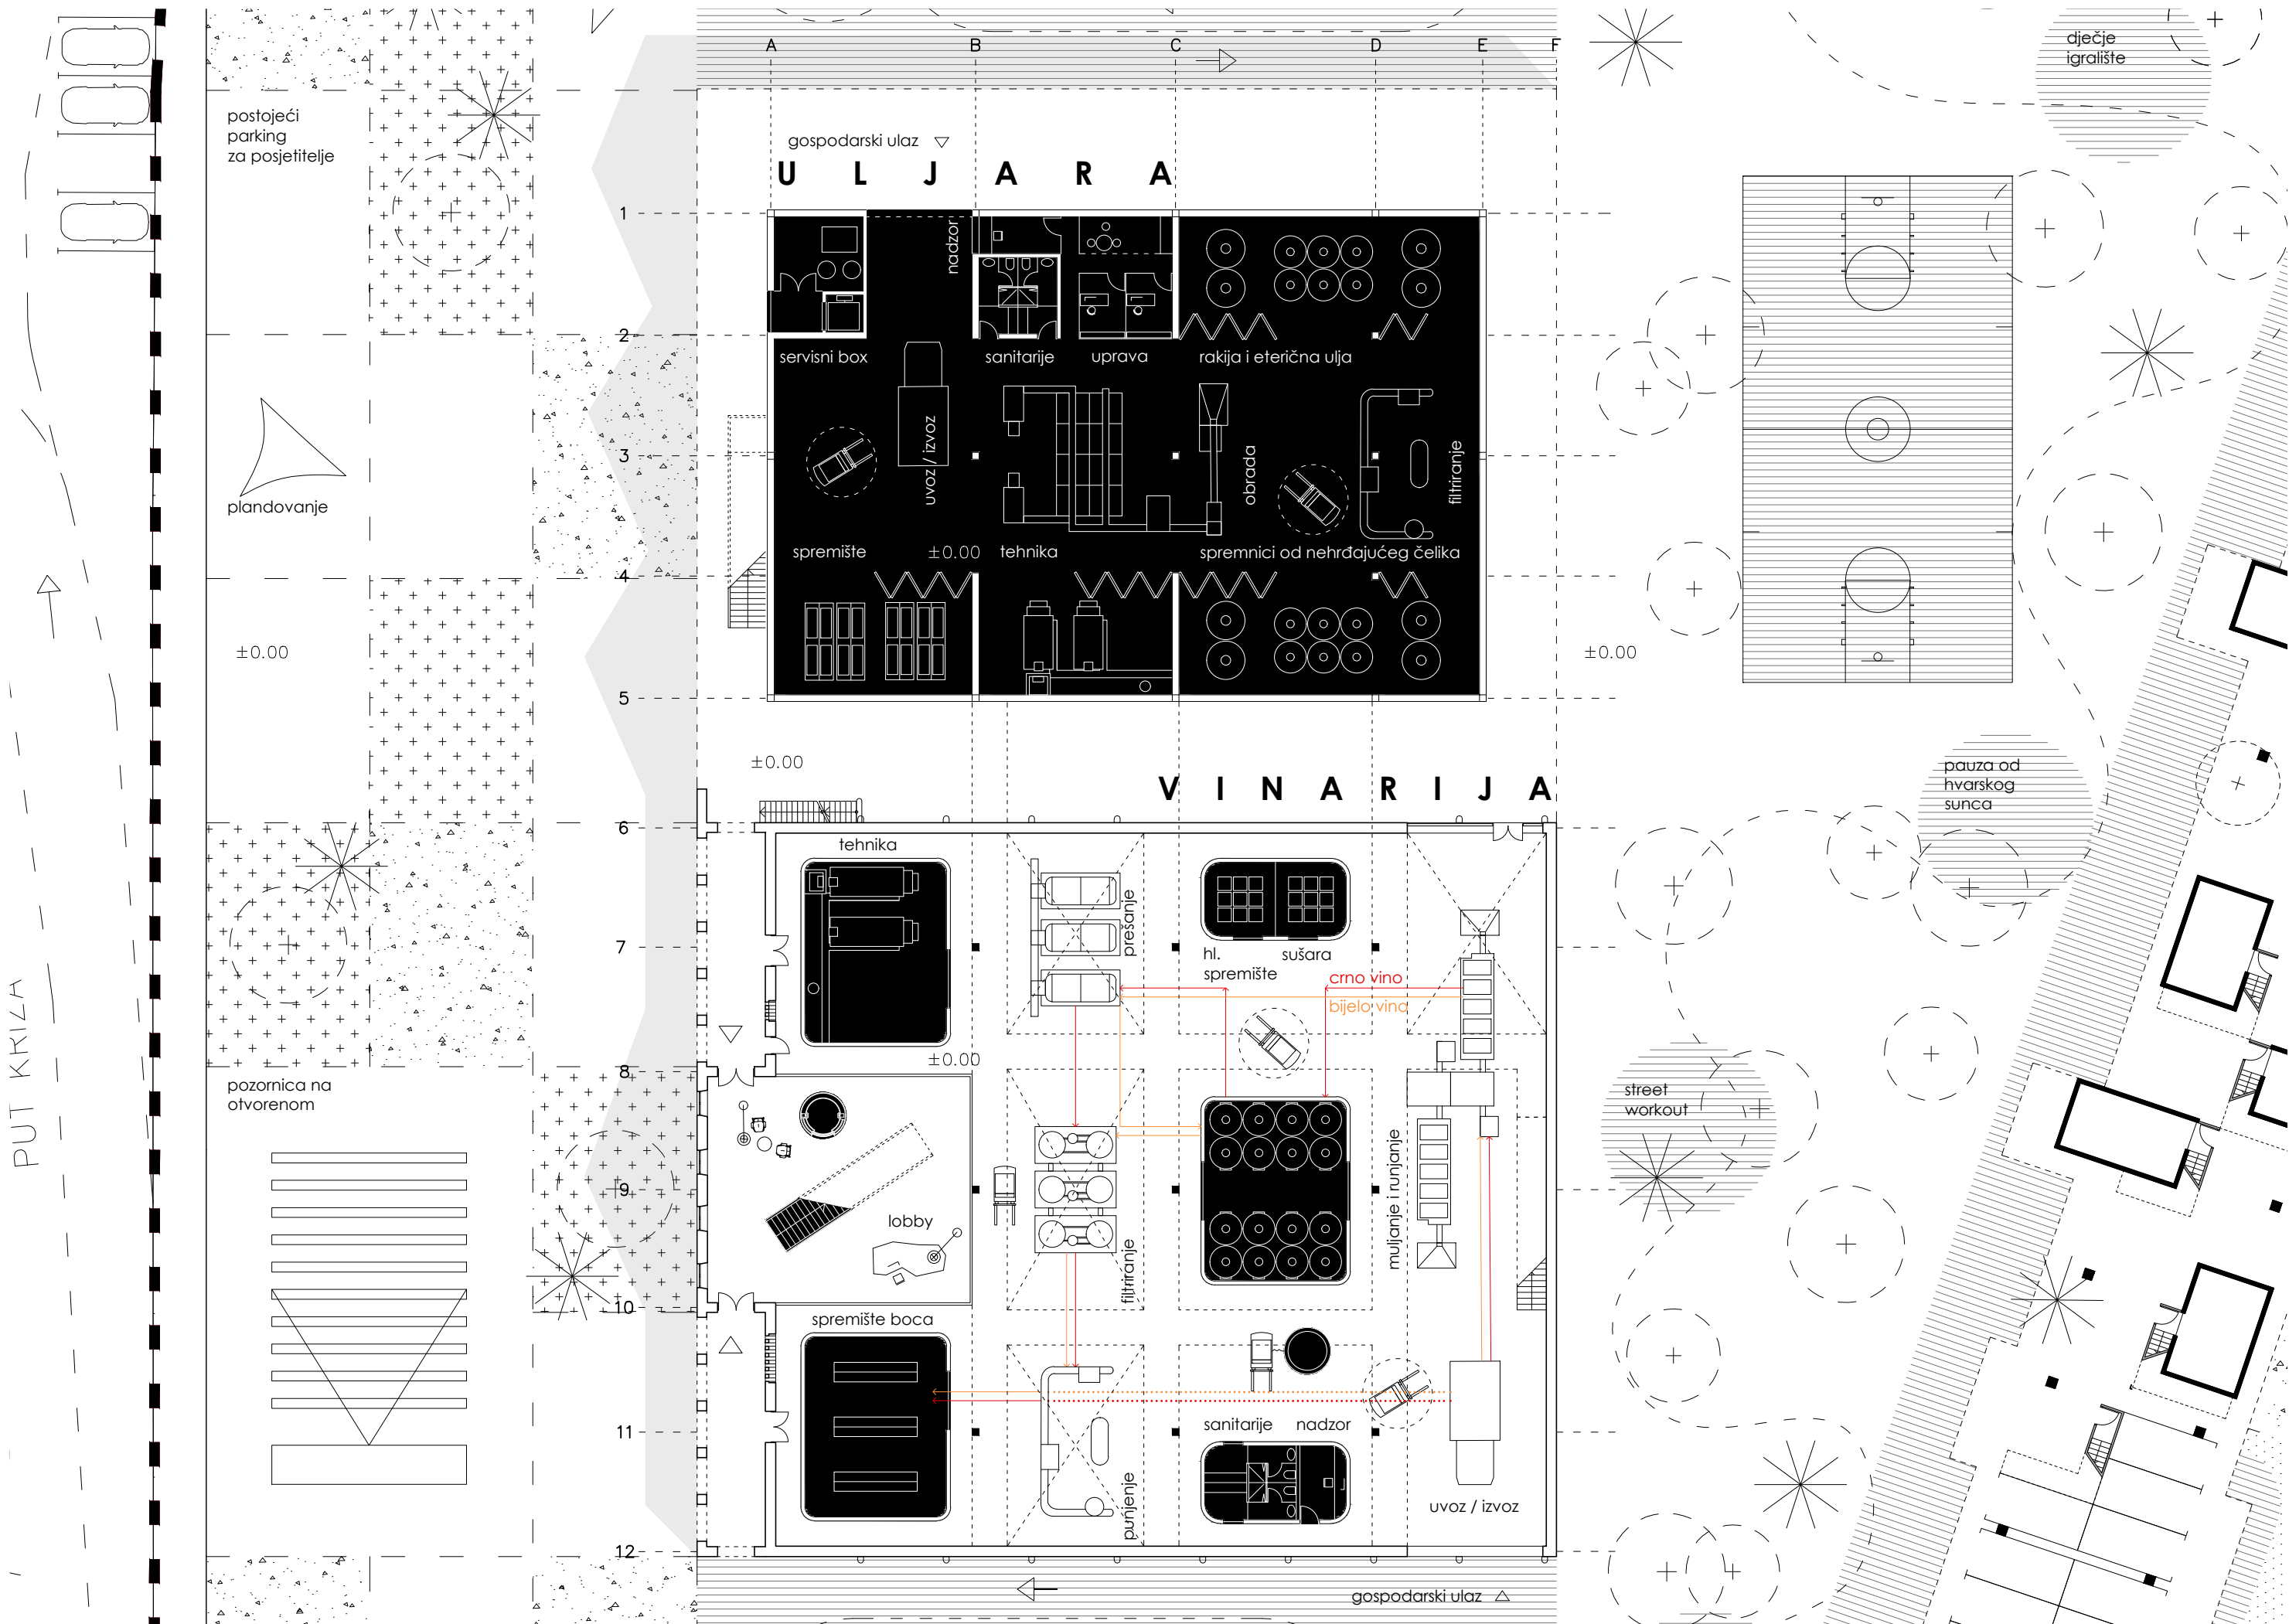 A B C D E F
dječje
igralište
postojeći
parking
za posjetitelje
gospodarski ulaz
U L J A R A
1
nadzor
2
servisni box
sanitarije
uprava
rakija i eterična ulja
uvoz / izvoz
3
obrada
filtriranje
plandovanje
spremište
±0.00
tehnika
spremnici od nehrđajućeg čelika
4
±0.00
±0.00
5
±0.00
pauza od
hvarskog
sunca
V I N A R I J A
6
tehnika
prešanje
7
hl.
spremište
sušara
crno vino
bijelo vino
±0.00
8
pozornica na
otvorenom
street
workout
PUT KRIŽA
muljanje i runjanje
9
lobby
filtriranje
10
spremište boca
11
sanitarije
nadzor
punjenje
uvoz / izvoz
12
gospodarski ulaz